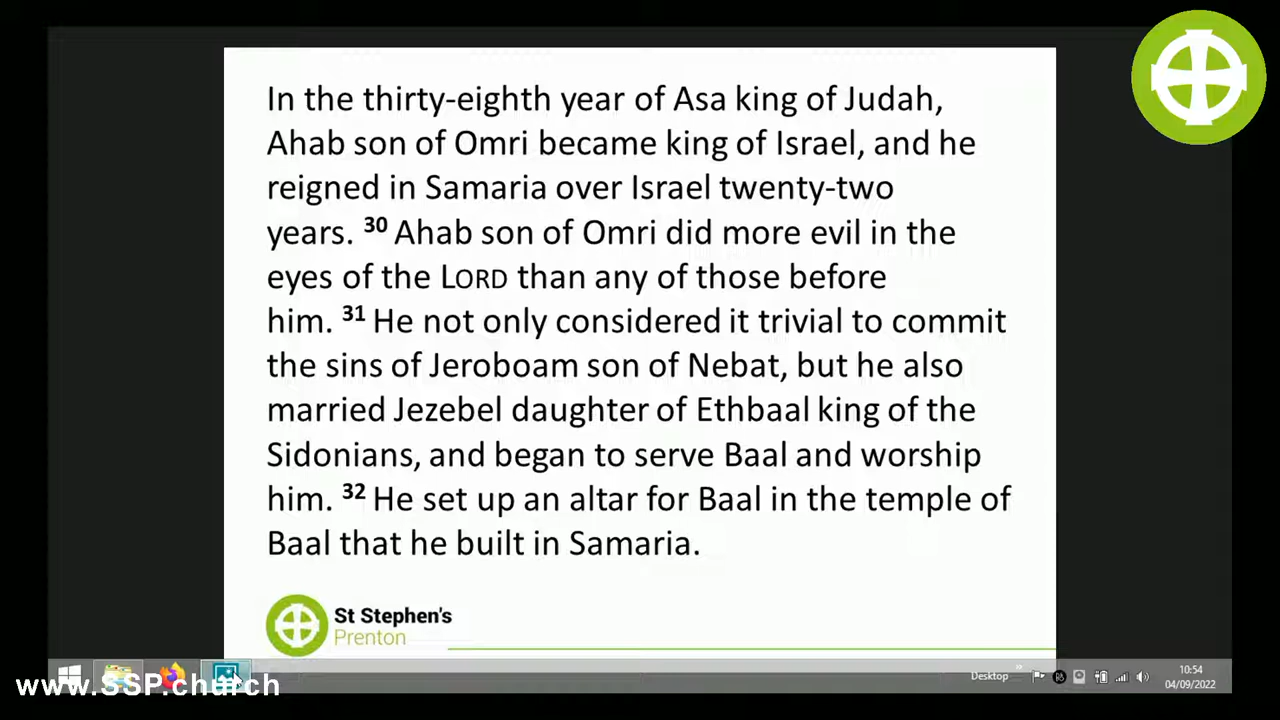 In the thirty-eighth year of Asa king of Judah,
Ahab son of Omri became king of Israel, and he
reigned in Samaria over Israel twenty-two
years. 30 Ahab son of Omri did more evil in the
eyes of the LORD than any of those before
him. 31 He not only considered it trivial to commit
the sins of Jeroboam son of Nebat, but he also
married Jezebel daughter of Ethbaal king of the
Sidonians, and began to serve Baal and worship
him. 32 He set up an altar for Baal in the temple of
Baal that he built in Samaria.
St Stephen's
Prenton
Desktop
10:54
04/09/2022
www.SSP.church